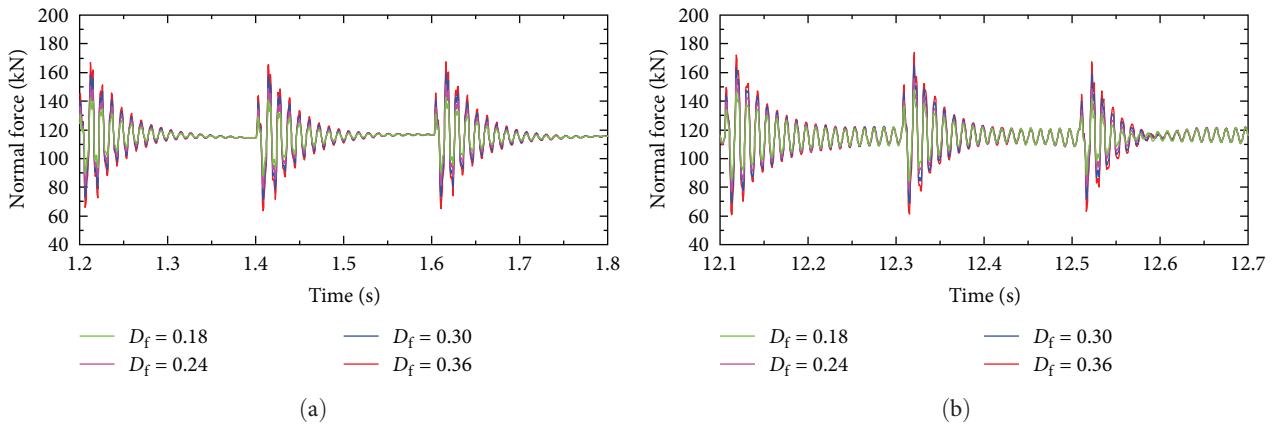 200
180
160
140
120
100
80
60
40
Normal force (kN)
1.2 1.3 1.4 1.5 1.6 1.7 1.8
Time (s)
D_f = 0.18
D_f = 0.24
D_f = 0.30
D_f = 0.36
(a)
200
180
160
140
120
100
80
60
40
Normal force (kN)
12.1 12.2 12.3 12.4 12.5 12.6 12.7
Time (s)
D_f = 0.18
D_f = 0.24
D_f = 0.30
D_f = 0.36
(b)